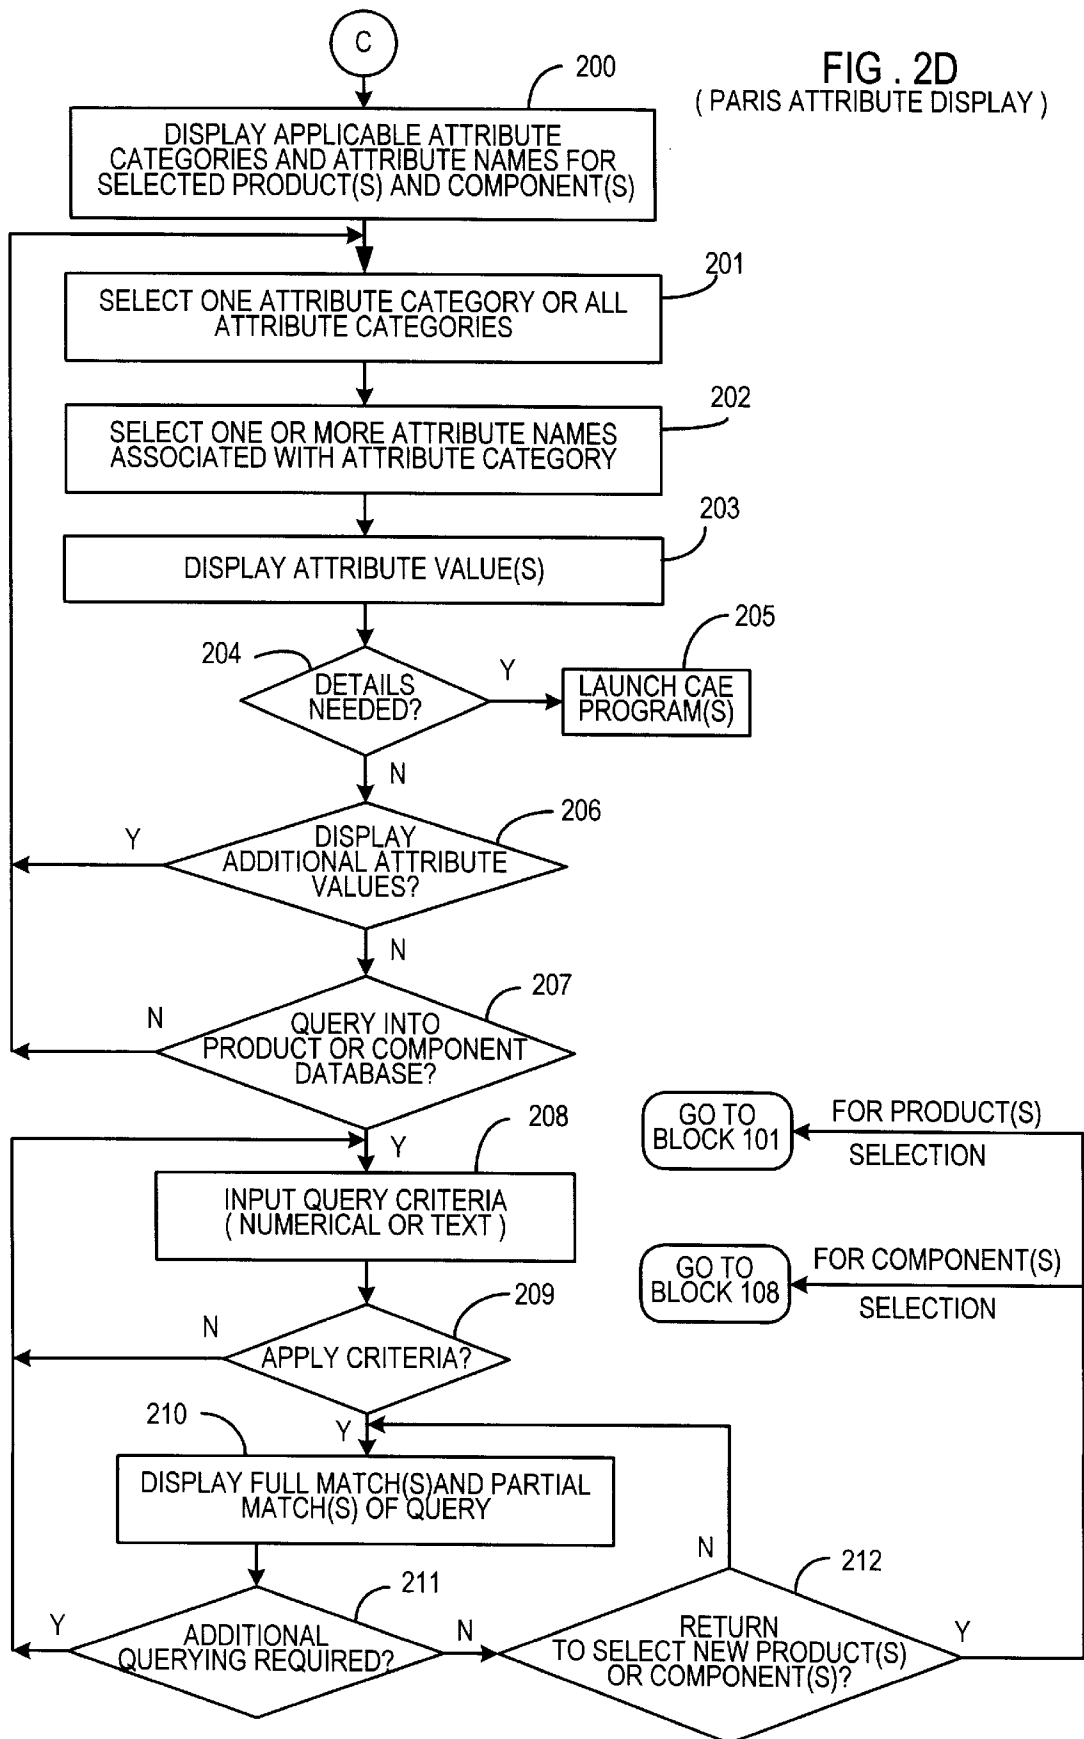 C
FIG . 2D
( PARIS ATTRIBUTE DISPLAY )
200
DISPLAY APPLICABLE ATTRIBUTE
CATEGORIES AND ATTRIBUTE NAMES FOR
SELECTED PRODUCT(S) AND COMPONENT(S)
201
SELECT ONE ATTRIBUTE CATEGORY OR ALL
ATTRIBUTE CATEGORIES
202
SELECT ONE OR MORE ATTRIBUTE NAMES
ASSOCIATED WITH ATTRIBUTE CATEGORY
203
DISPLAY ATTRIBUTE VALUE(S)
204
DETAILS
NEEDED?
Y
205
LAUNCH CAE
PROGRAM(S)
N
206
Y
DISPLAY
ADDITIONAL ATTRIBUTE
VALUES?
N
207
N
QUERY INTO
PRODUCT OR COMPONENT
DATABASE?
Y
208
INPUT QUERY CRITERIA
( NUMERICAL OR TEXT )
GO TO
BLOCK 101
FOR PRODUCT(S)
SELECTION
GO TO
BLOCK 108
FOR COMPONENT(S)
SELECTION
209
N
APPLY CRITERIA?
Y
210
DISPLAY FULL MATCH(S)AND PARTIAL
MATCH(S) OF QUERY
211
Y
ADDITIONAL
QUERYING REQUIRED?
N
212
N
RETURN
TO SELECT NEW PRODUCT(S)
OR COMPONENT(S)?
Y